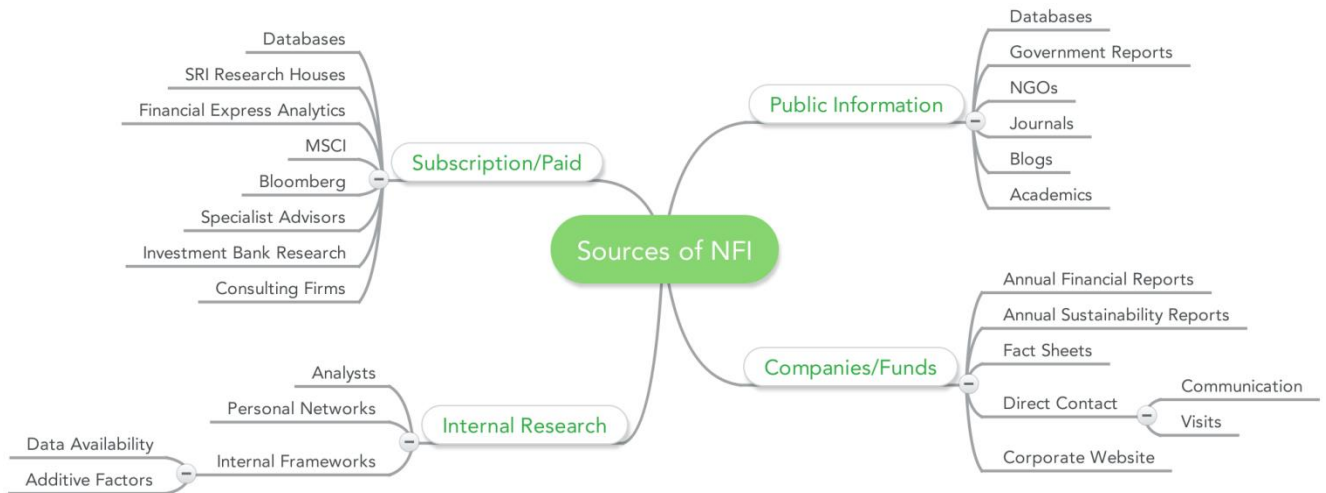 Sources of NFI
Subscription/Paid
Databases
SRI Research Houses
Financial Express Analytics
MSCI
Bloomberg
Specialist Advisors
Investment Bank Research
Consulting Firms
Internal Research
Analysts
Personal Networks
Internal Frameworks
Data Availability
Additive Factors
Public Information
Databases
Government Reports
NGOs
Journals
Blogs
Academics
Companies/Funds
Annual Financial Reports
Annual Sustainability Reports
Fact Sheets
Direct Contact
Communication
Visits
Corporate Website